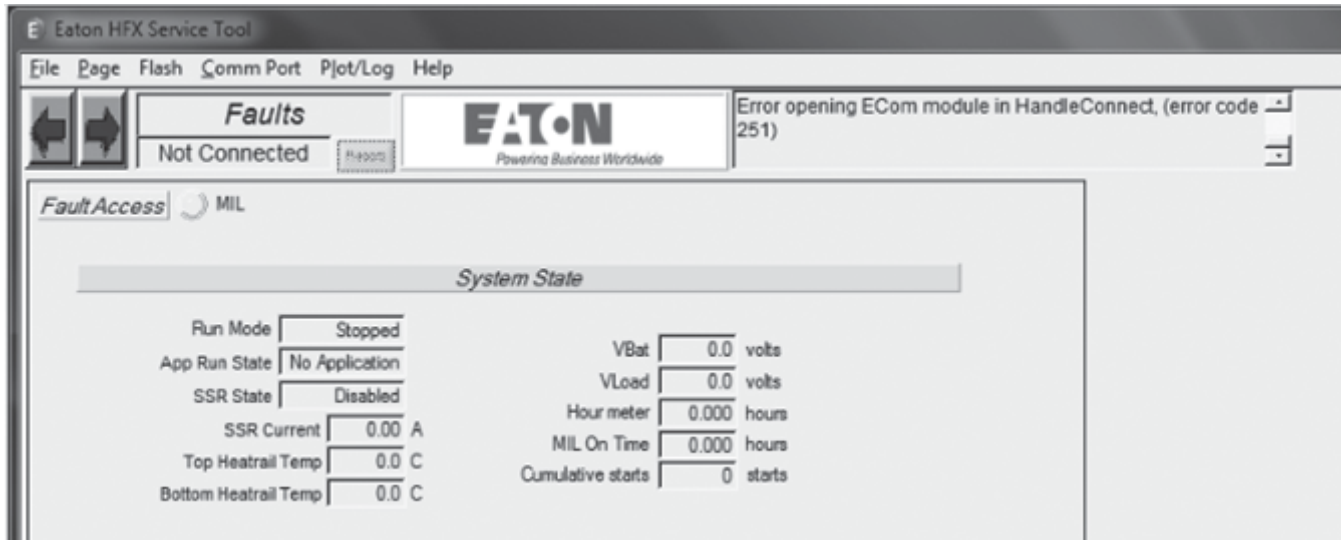 Eaton HFX Service Tool
File Page Flash Comm Port Plot/Log Help
Faults
Not Connected
Reports
EATON
Powering Business Worldwide
Error opening ECom module in HandleConnect, (error code
251)
Fault Access
MIL
System State
Run Mode Stopped
App Run State No Application
SSR State Disabled
SSR Current 0.00 A
Top Heatrail Temp 0.0 C
Bottom Heatrail Temp 0.0 C
VBat 0.0 volts
VLoad 0.0 volts
Hour meter 0.000 hours
MIL On Time 0.000 hours
Cumulative starts 0 starts